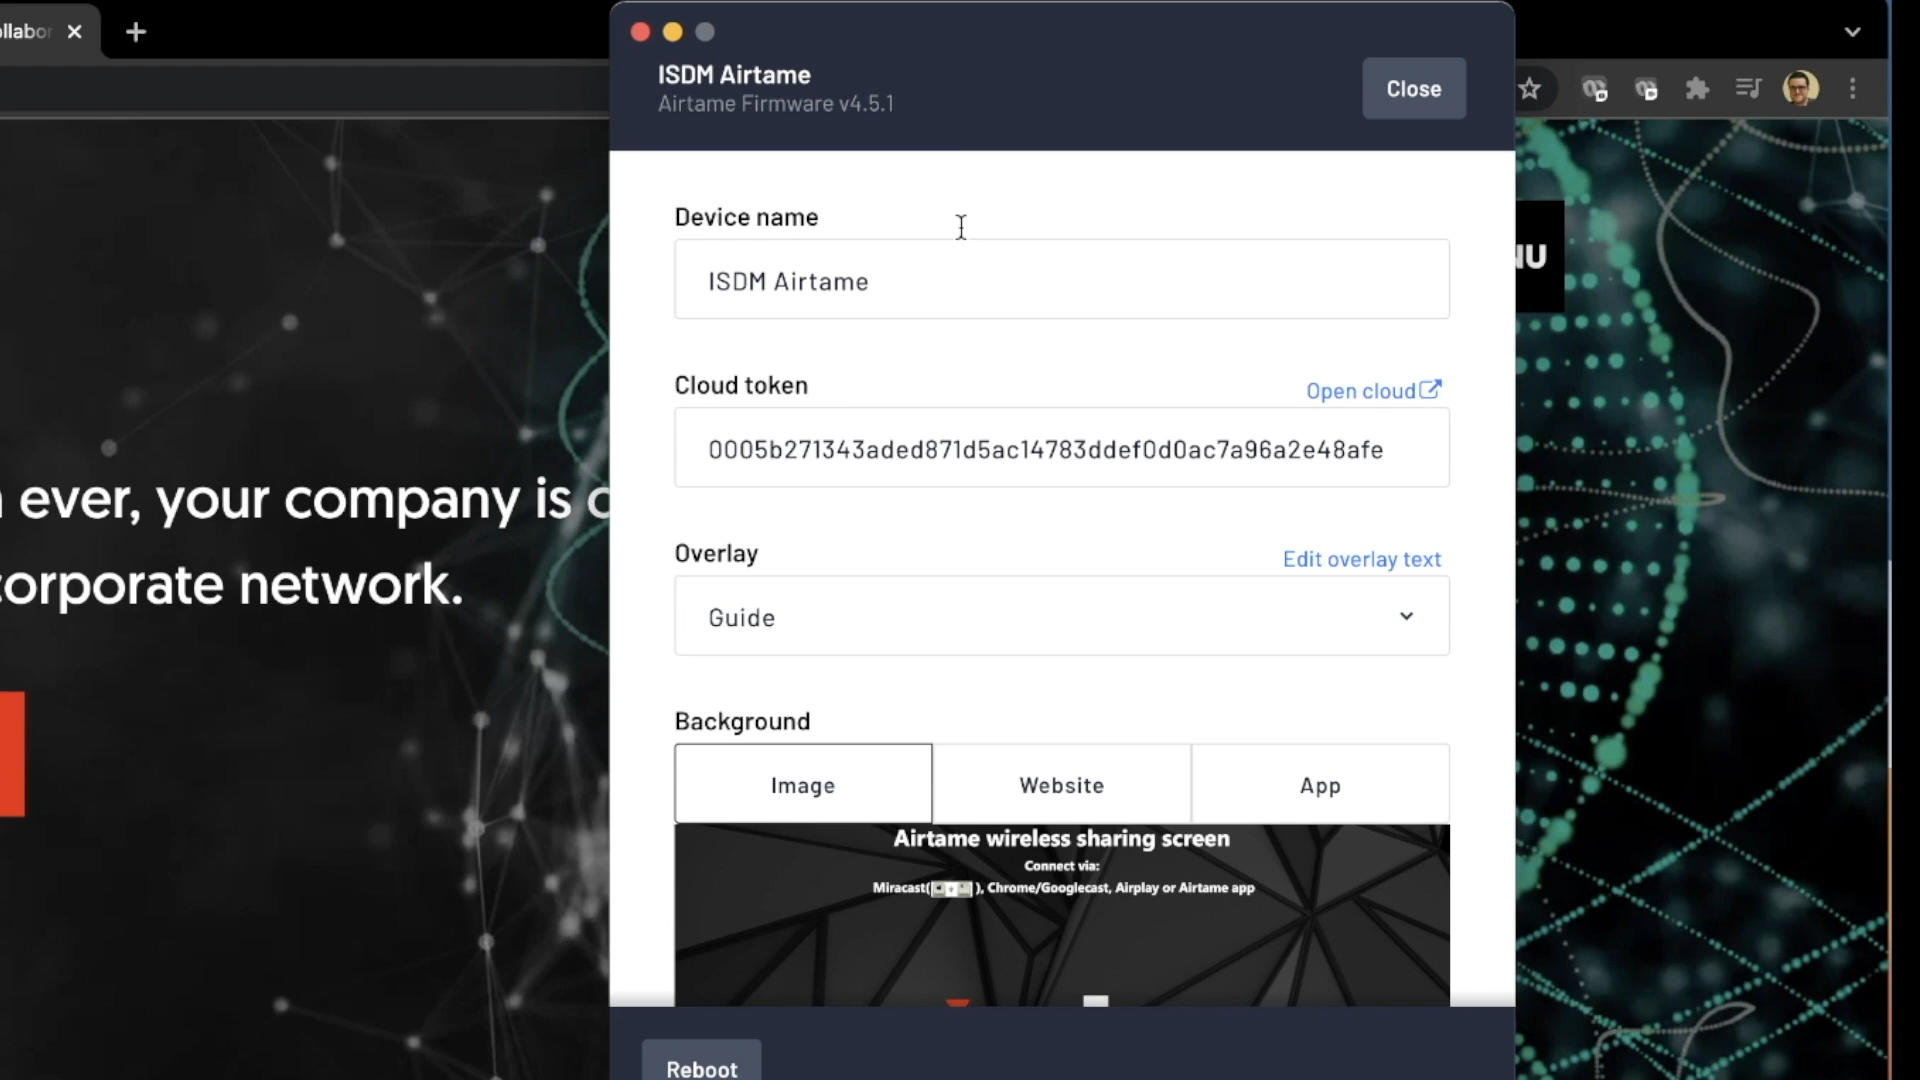 ISDM Airtame
Airtame Firmware v4.5.1
Close
Device name
ISDM Airtame
Cloud token
Open cloud
0005b271343aded871d5ac14783ddef0d0ac7a96a2e48afe
Overlay
Edit overlay text
Guide
Background
Image
Website
App
Airtame wireless sharing screen
Connect via:
Miracast( ), Chrome/Googlecast, Airplay or Airtame app
Reboot
ever, your company is
corporate network.